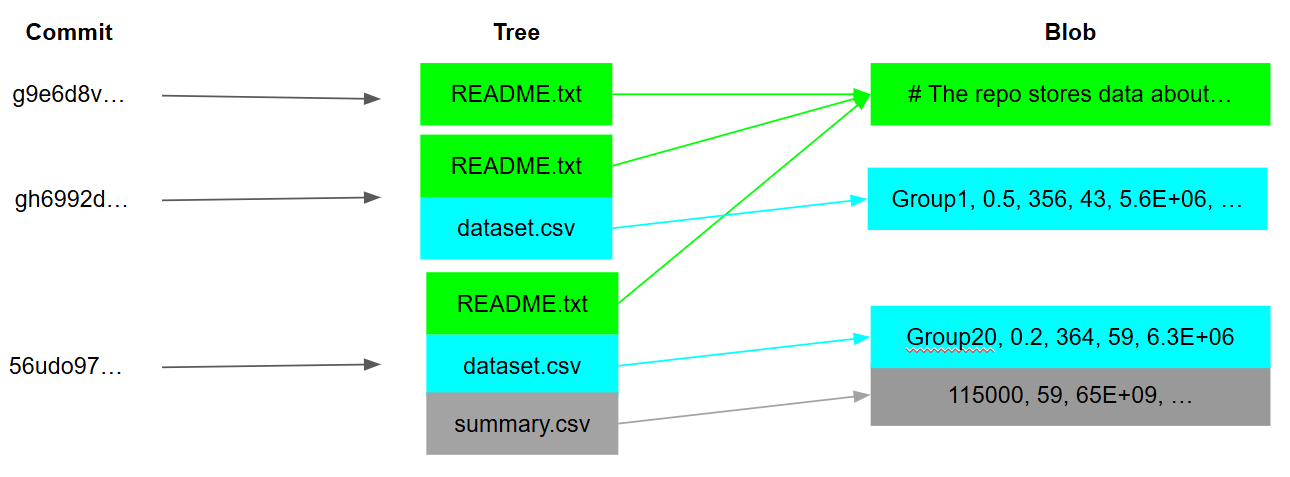 Commit
Tree
Blob
g9e6d8v…
README.txt
# The repo stores data about…
gh6992d…
README.txt
dataset.csv
Group1, 0.5, 356, 43, 5.6E+06, …
56udo97…
README.txt
dataset.csv
summary.csv
Group20, 0.2, 364, 59, 6.3E+06
115000, 59, 65E+09, …